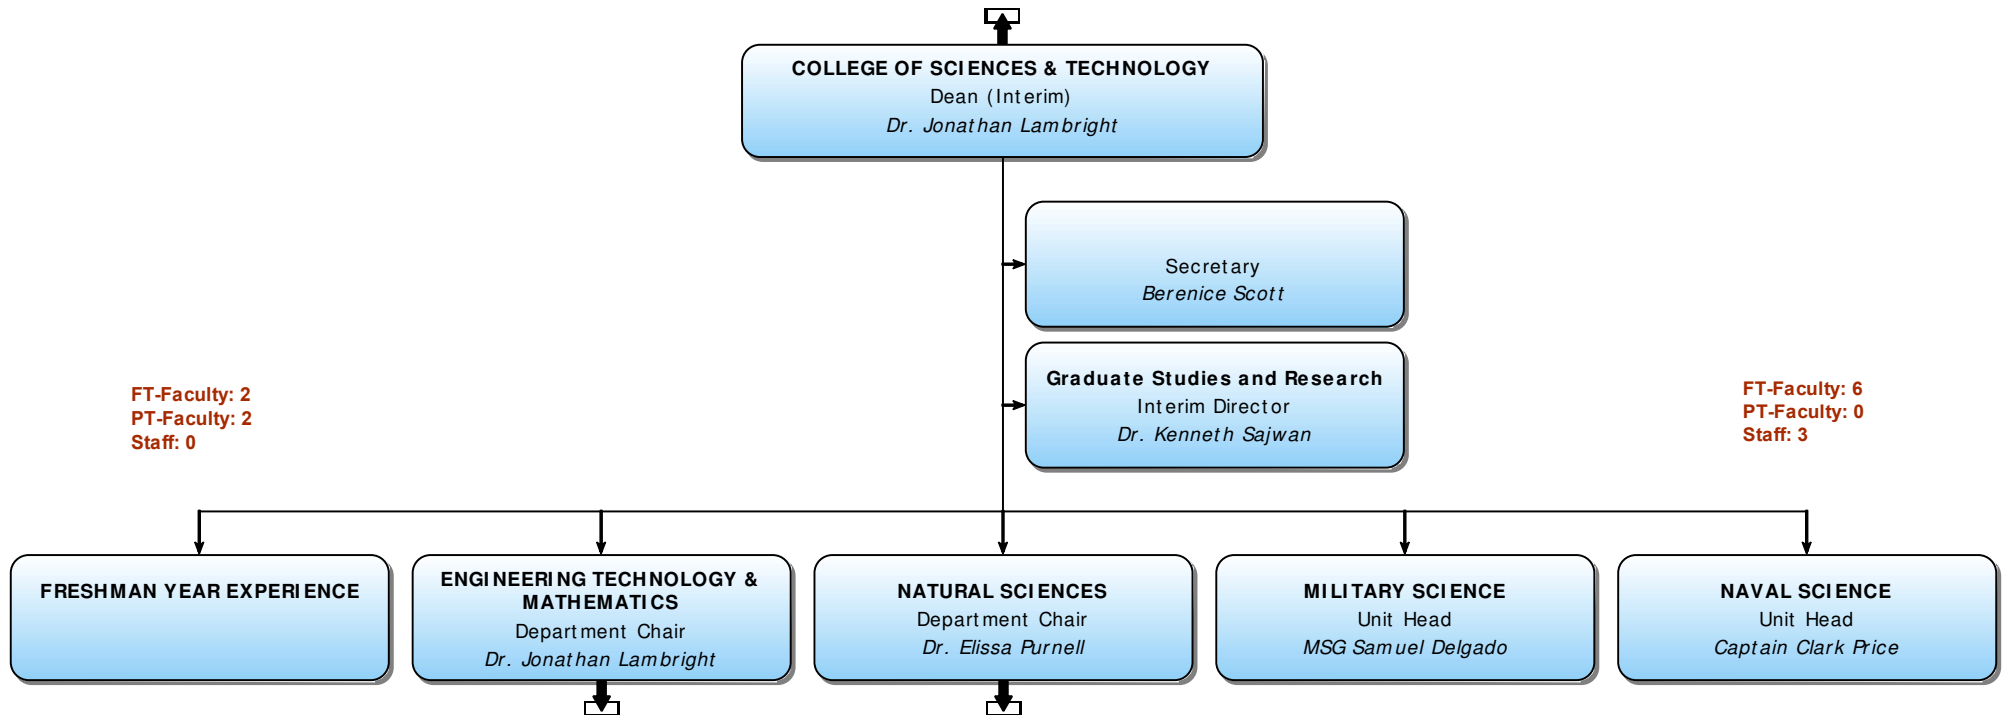 COLLEGE OF SCIENCES & TECHNOLOGY
Dean (Interim)
Dr. Jonathan Lambright
Secretary
Berenice Scott
Graduate Studies and Research
Interim Director
Dr. Kenneth Sajwan
FT-Faculty: 2
PT-Faculty: 2
Staff: 0
FT-Faculty: 6
PT-Faculty: 0
Staff: 3
FRESHMAN YEAR EXPERIENCE
ENGINEERING TECHNOLOGY &
MATHEMATICS
Department Chair
Dr. Jonathan Lambright
NATURAL SCIENCES
Department Chair
Dr. Elissa Purnell
MILITARY SCIENCE
Unit Head
MSG Samuel Delgado
NAVAL SCIENCE
Unit Head
Captain Clark Price